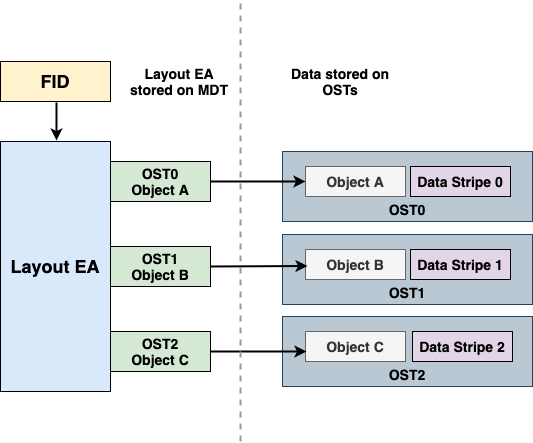 FID
Layout EA
stored on MDT
Data stored on
OSTs
Layout EA
OST0
Object A
Object A
Data Stripe 0
OST0
OST1
Object B
Object B
Data Stripe 1
OST1
OST2
Object C
Object C
Data Stripe 2
OST2